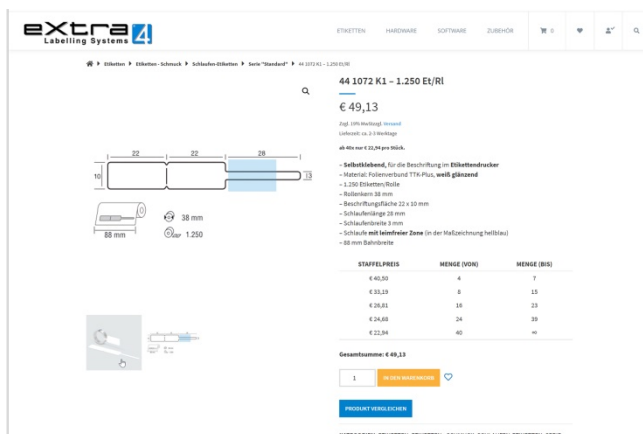 extra 4
Labelling Systems
ETIKETTEN HARDWARE SOFTWARE ZUBEHÖR 0
Etiketten Etiketten - Schmuck Schlaufen-Etiketten Serie "Standard" 44 1072 K1 – 1.250 Et/Rl
44 1072 K1 – 1.250 Et/Rl
€ 49,13
Zzgl. 19% MwSt. Versand
Lieferzeit: ca. 2-3 Werktage
ab 40x nur € 22,94 pro Stück.
– Selbstklebend, für die Beschriftung im Etikettendrucker
– Material: Folienverbund TTK-Plus, weiß glänzend
– 1.250 Etiketten/Rolle
– Rollenkern 38 mm
– Beschriftungsfläche 22 x 10 mm
– Schlaufenlänge 28 mm
– Schlaufenbreite 3 mm
– Schlaufe mit leimfreier Zone (in der Maßzeichnung hellblau)
– 88 mm Bahnbreite
22 22 28
10
38 mm
88 mm 1.250
STAFFELPREIS MENGE (VON) MENGE (BIS)
€ 40,50 4 7
€ 33,19 8 15
€ 28,81 16 23
€ 24,68 24 39
€ 22,94 40 ∞
Gesamtsumme: € 49,13
1 IN DEN WARENKORB
PRODUKT VERGLEICHEN